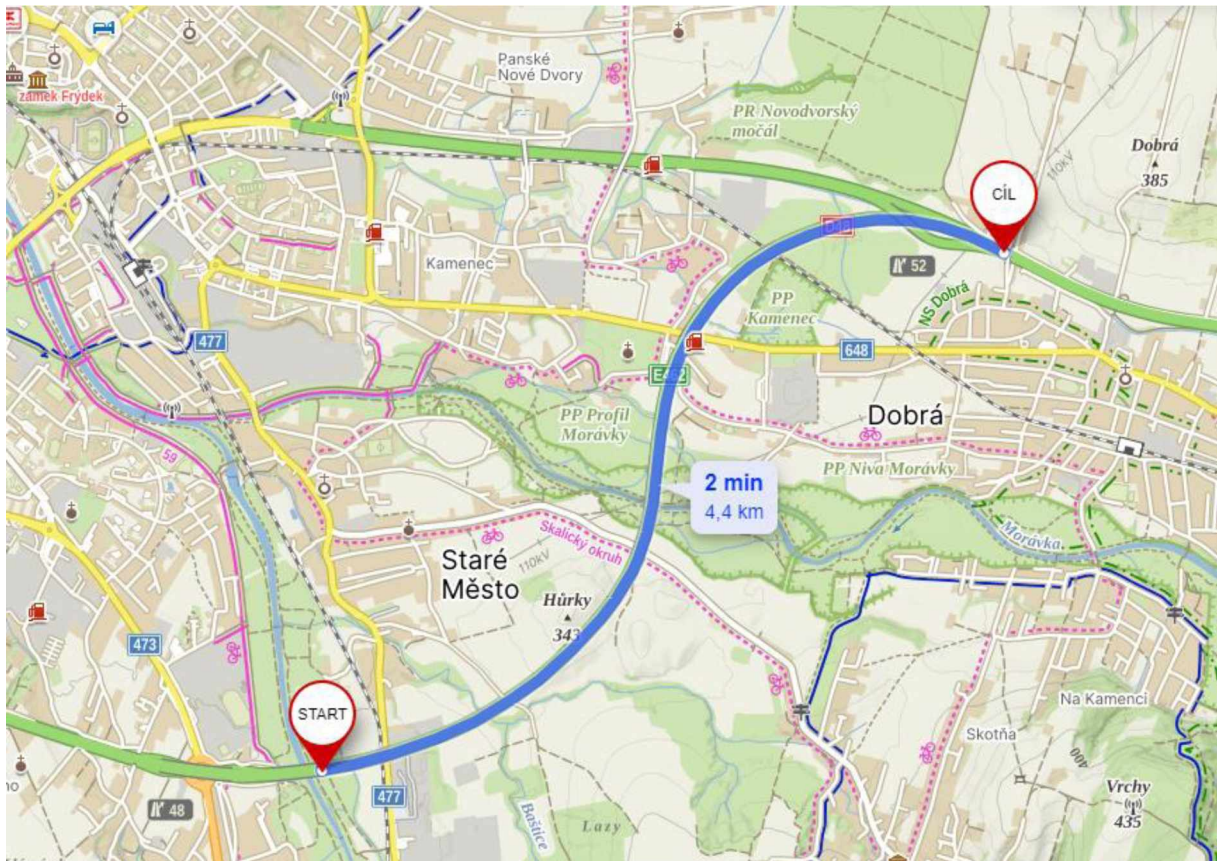 Panské
Nové Dvory
zámek Frýdek
PR Novodvorský
močál
Dobrá
385
110kV
CÍL
Kamenec
52
NS Dobrá
PP
Kamenec
477
648
PP Profil
Morávky
Dobrá
59
PP Niva Morávky
2 min
4,4 km
Skalický okruh
Morávka
Staré
Město
110kV
Hůrky
343
473
START
Na Kamenci
Skotňa
400
Vrchy
435
477
48
Baštice
Lazy